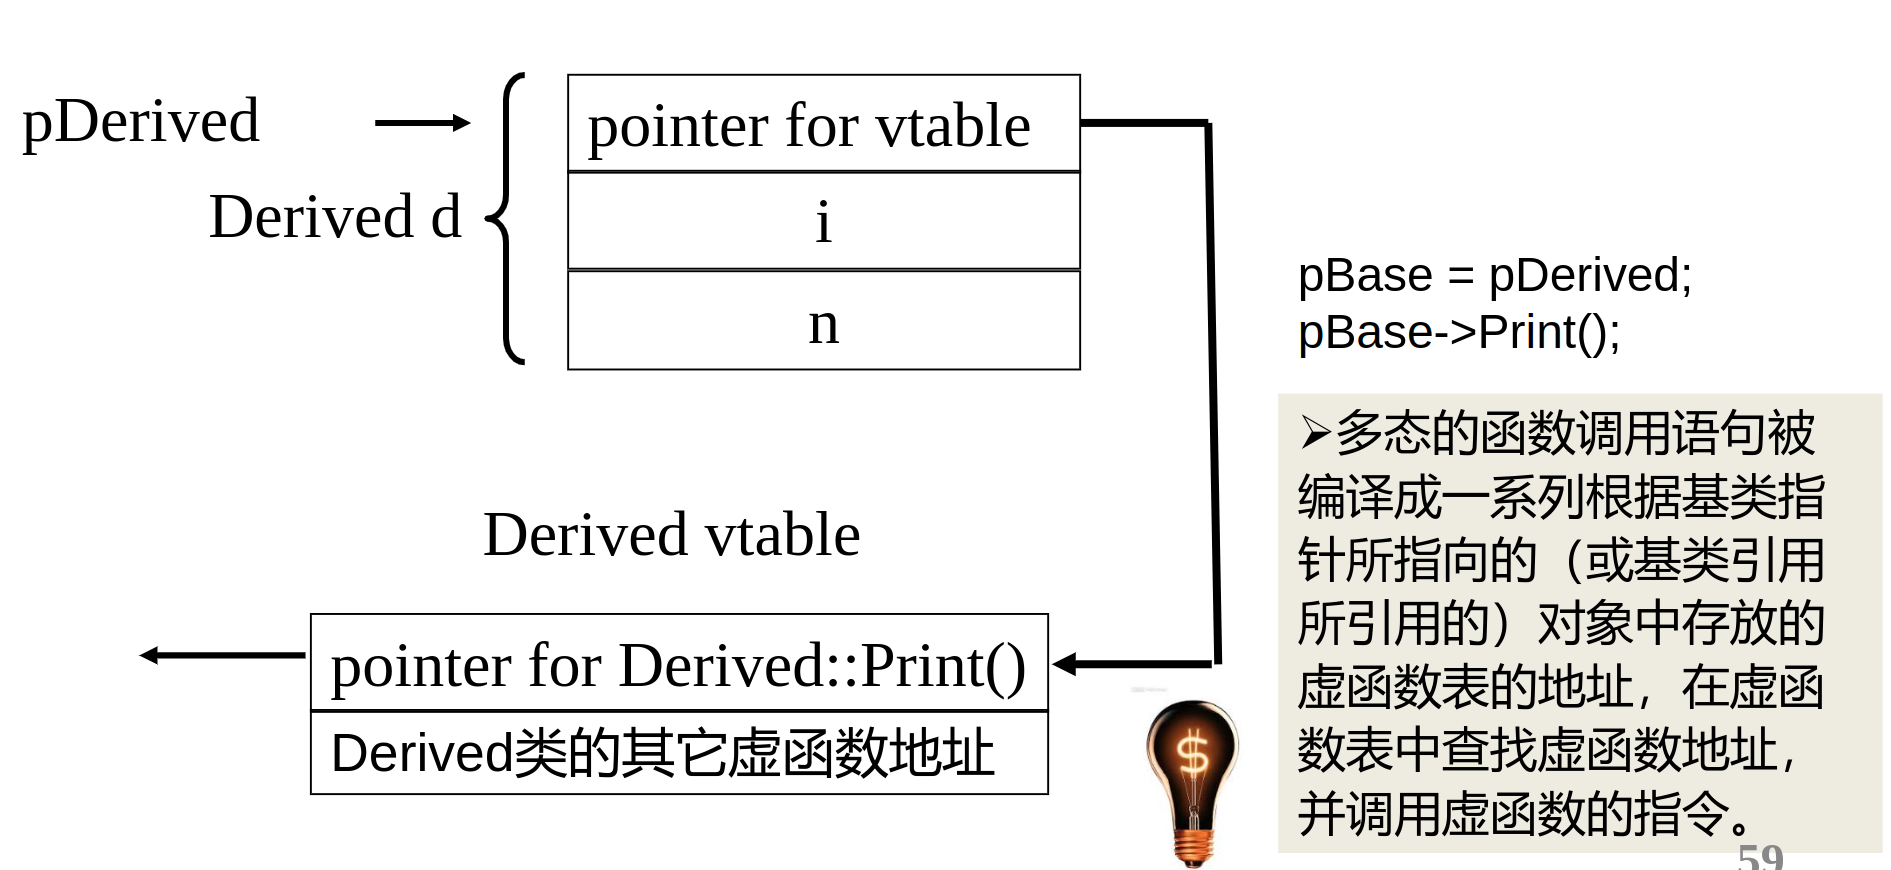 pDerived
pointer for vtable
Derived d
i
n
pBase = pDerived;
pBase->Print();
➢多态的函数调用语句被
编译成一系列根据基类指
针所指向的（或基类引用
所引用的）对象中存放的
虚函数表的地址，在虚函
数表中查找虚函数地址，
并调用虚函数的指令。
Derived vtable
pointer for Derived::Print()
Derived类的其它虚函数地址
$
59